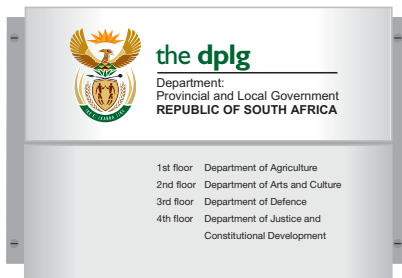 the dplg
Department:
Provincial and Local Government
REPUBLIC OF SOUTH AFRICA
1st floor Department of Agriculture
2nd floor Department of Arts and Culture
3rd floor Department of Defence
4th floor Department of Justice and
Constitutional Development